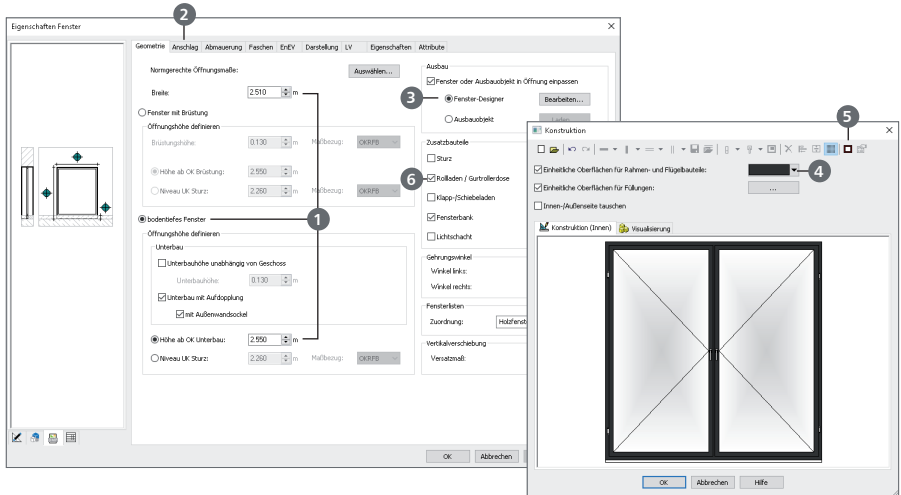 2
Eigenschaften Fenster
Geometrie Anschlag Abmauerung Faschen EnEV Darstellung LV Eigenschaften Attribute
Normgerechte Öffnungsmaße: Auswählen...
Breite: 2.510 m
Fenster mit Brüstung
Öffnungshöhe definieren
Brüstungshöhe: 0.130 m Maßbezug: OKRFB
Höhe ab OK Brüstung: 2.550 m
Niveau UK Sturz: 2.260 m Maßbezug: OKRFB
1
bodentiefes Fenster
Öffnungshöhe definieren
Unterbau
Unterbauhöhe unabhängig von Geschoss
Unterbauhöhe: 0.130 m
Unterbau mit Aufdopplung
mit Außenwandsockel
Höhe ab OK Unterbau: 2.550 m
Niveau UK Sturz: 2.260 m Maßbezug: OKRFB
Ausbau
Fenster oder Ausbauobjekt in Öffnung einpassen
3
Fenster-Designer Bearbeiten...
Ausbauobjekt Laden...
Zusatzbauteile
Sturz
6
Rollladen / Gurtrollerdose
Klapp-/Schiebeladen
Fensterbank
Lichtschacht
Gehrungswinkel
Winkel links:
Winkel rechts:
Fensterlisten
Zuordnung: Holzfenst
Vertikalverschiebung
Versatzmaß:
OK Abbrechen
5
Konstruktion
Einheitliche Oberflächen für Rahmen- und Flügelbauteile:
4
Einheitliche Oberflächen für Füllungen: ...
Innen-/Außenseite tauschen
Konstruktion (Innen) Visualisierung
OK Abbrechen Hilfe